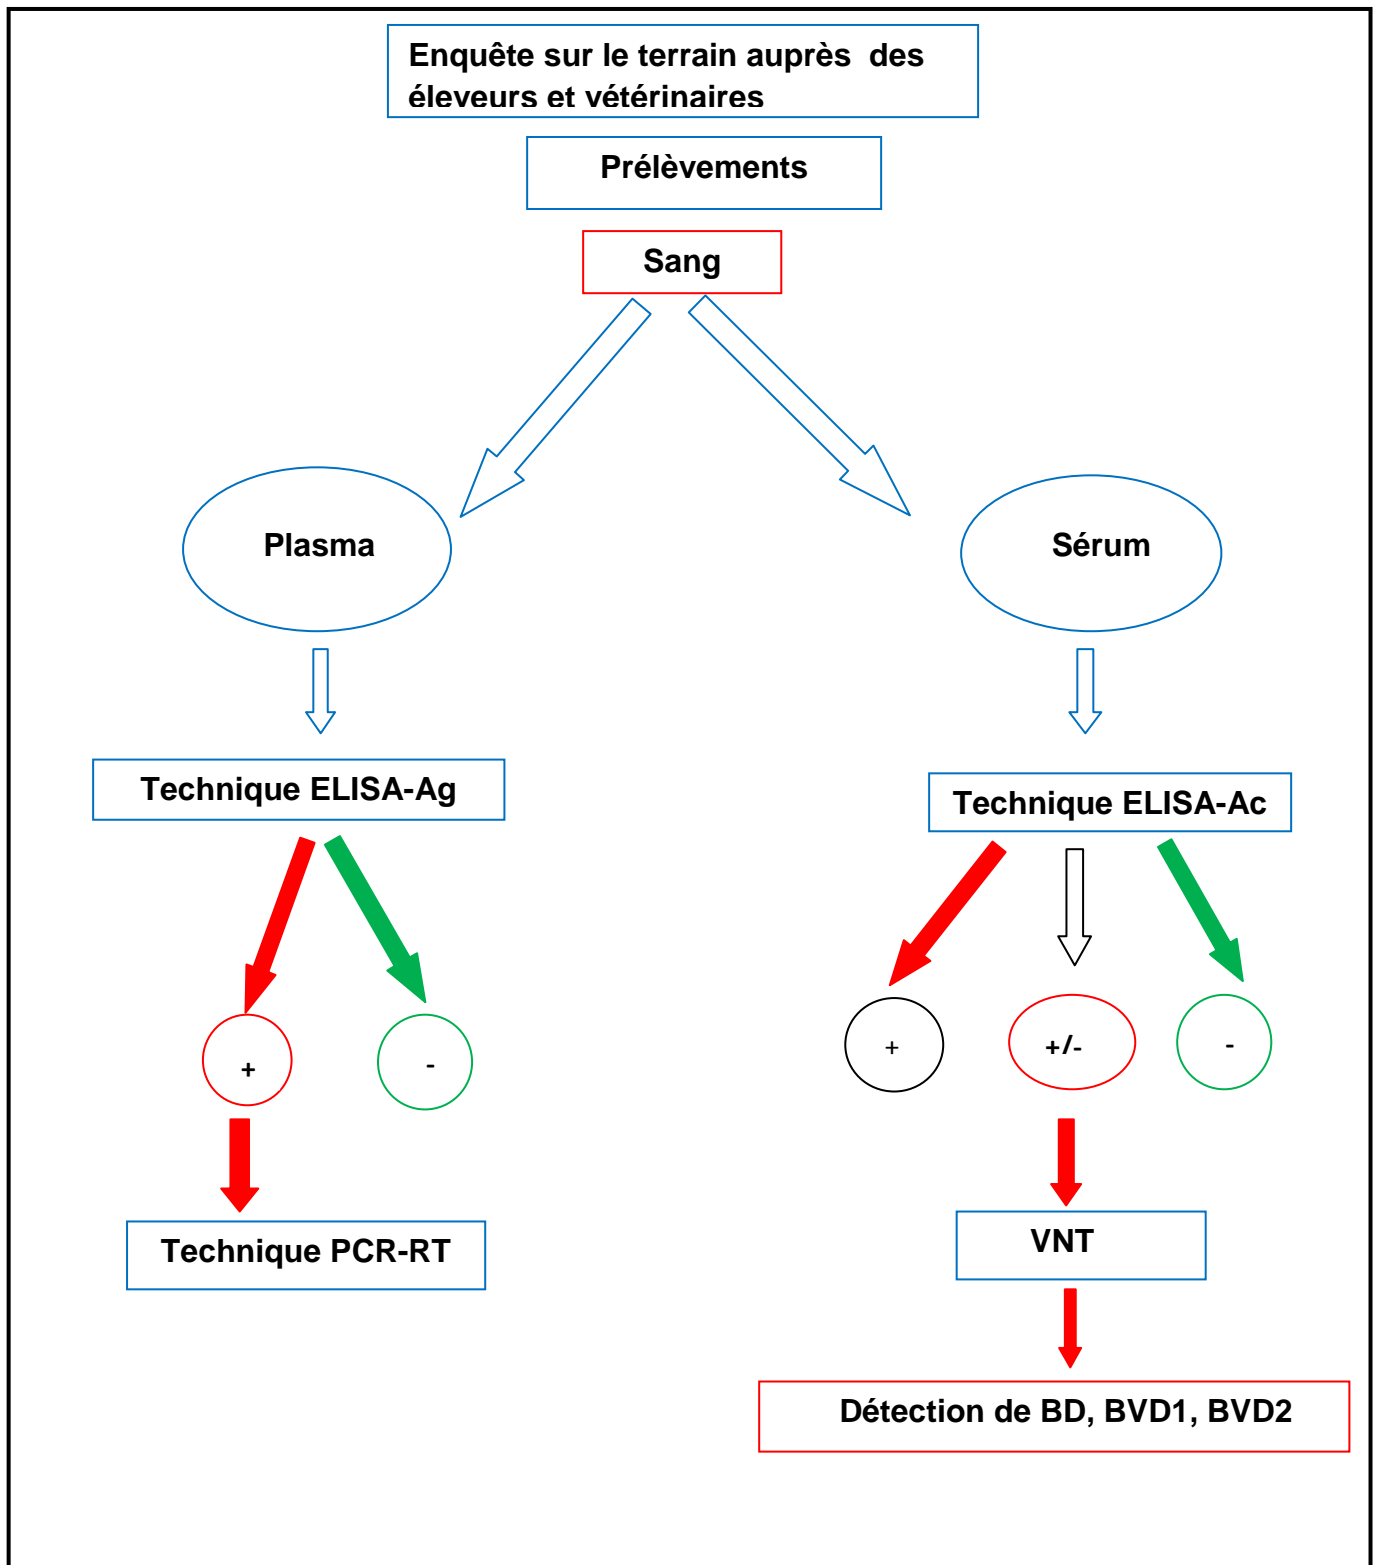 Enquête sur le terrain auprès des
éleveurs et vétérinaires
Prélèvements
Sang
Plasma
Sérum
Technique ELISA-Ag
Technique ELISA-Ac
+
-
+
+/-
-
Technique PCR-RT
VNT
Détection de BD, BVD1, BVD2